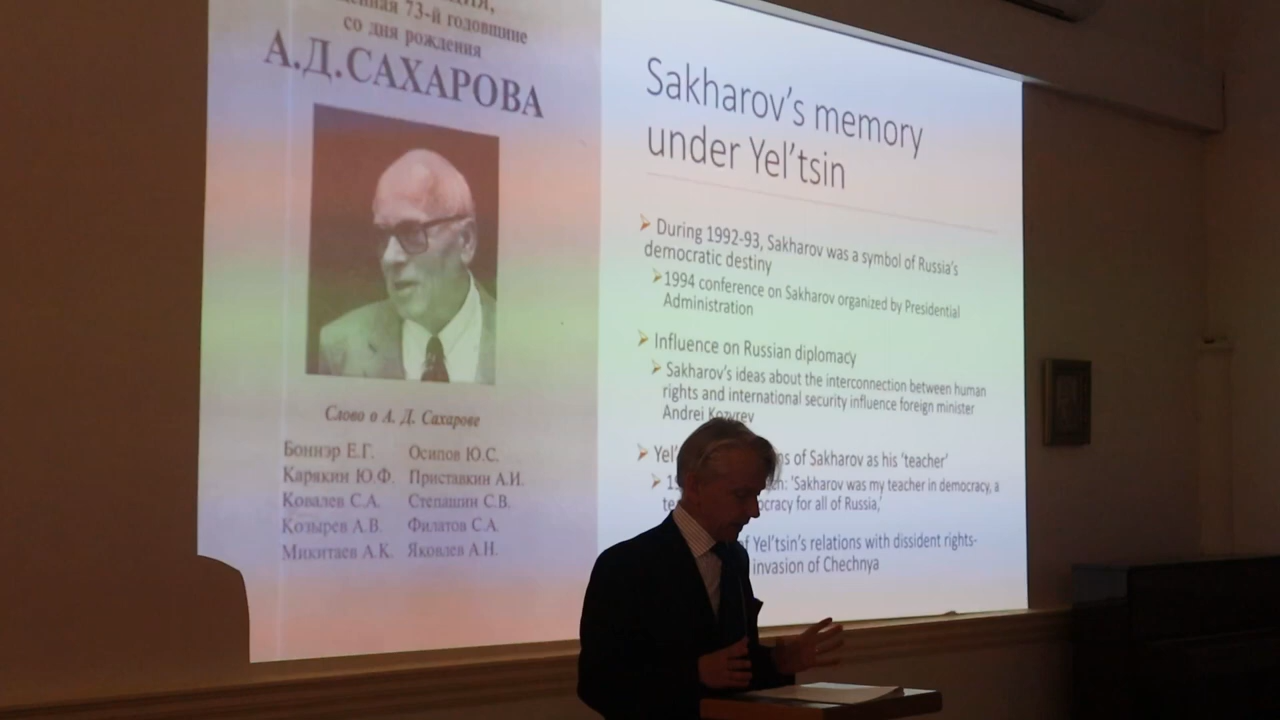 73-й годовщине
со дня рождения
А.Д.САХАРОВА
Слово о А. Д. Сахарове
Боннэр Е.Г. Осипов Ю.С.
Карякин Ю.Ф. Приставкин А.И.
Ковалев С.А. Степашин С.В.
Козырев А.В. Филатов С.А.
Микитаев А.К. Яковлев А.Н.
Sakharov's memory
under Yel'tsin
During 1992-93, Sakharov was a symbol of Russia's
democratic destiny
1994 conference on Sakharov organized by Presidential
Administration
Influence on Russian diplomacy
Sakharov's ideas about the interconnection between human
rights and international security influence foreign minister
Andrei Kozyrev
of Sakharov as his 'teacher'
'Sakharov was my teacher in democracy, a
for all of Russia,'
Yel'tsin's relations with dissident rights-
invasion of Chechnya